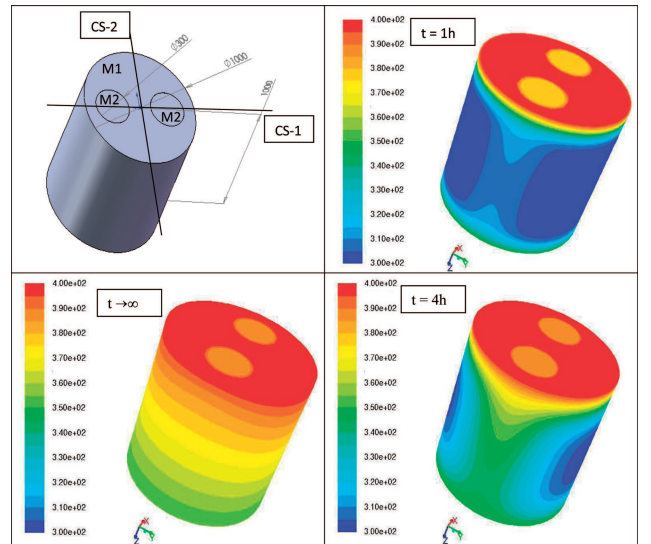 CS-2
Ø300
Ø1000
M1
M2
M2
1000
CS-1
t = 1h
4.00e+02
3.90e+02
3.80e+02
3.70e+02
3.60e+02
3.50e+02
3.40e+02
3.30e+02
3.20e+02
3.10e+02
3.00e+02
X
Y
Z
t →∞
4.00e+02
3.90e+02
3.80e+02
3.70e+02
3.60e+02
3.50e+02
3.40e+02
3.30e+02
3.20e+02
3.10e+02
3.00e+02
X
Y
Z
t = 4h
4.00e+02
3.90e+02
3.80e+02
3.70e+02
3.60e+02
3.50e+02
3.40e+02
3.30e+02
3.20e+02
3.10e+02
3.00e+02
X
Y
Z